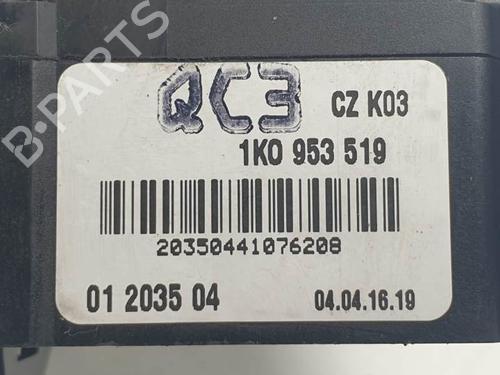 B-PARTS
QC3
CZ K03
1K0 953 519
20350441076208
01 2035 04
04.04.16.19